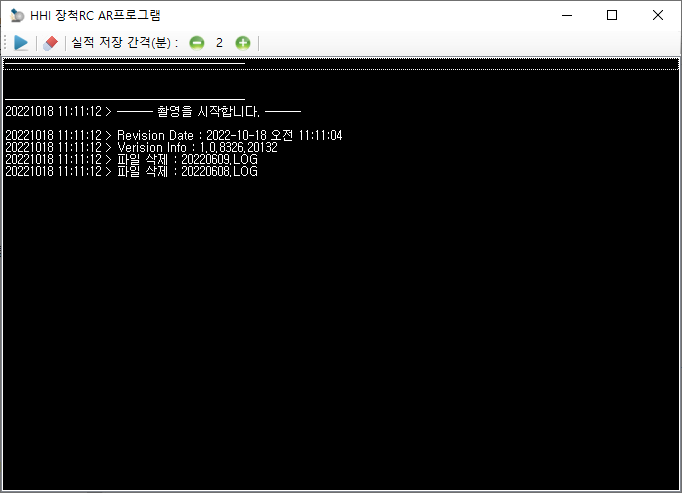 HHI 장척RC AR프로그램
실적 저장 간격(분) : 2
20221018 11:11:12 > ――― 촬영을 시작합니다. ―――
20221018 11:11:12 > Revision Date : 2022-10-18 오전 11:11:04
20221018 11:11:12 > Verision Info : 1.0.8326.20132
20221018 11:11:12 > 파일 삭제 : 20220609.LOG
20221018 11:11:12 > 파일 삭제 : 20220608.LOG